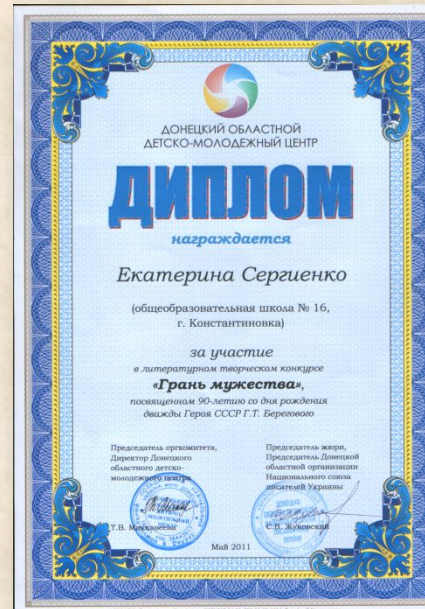 ДОНЕЦКИЙ ОБЛАСТНОЙ
ДЕТСКО-МОЛОДЕЖНЫЙ ЦЕНТР
ДИПЛОМ
награждается
Екатерина Сергиенко
(общеобразовательная школа № 16,
г. Константиновка)
за участие
в литературном творческом конкурсе
«Грань мужества»,
посвященном 90-летию со дня рождения
дважды Героя СССР Г.Т. Берегового
Председатель оргкомитета,
Директор Донецкого
областного детско-
молодежного центра
Т.В.
Председатель жюри,
Председатель Донецкой
областной организации
Национального союза
писателей Украины
С.В. Жуковский
Май 2011